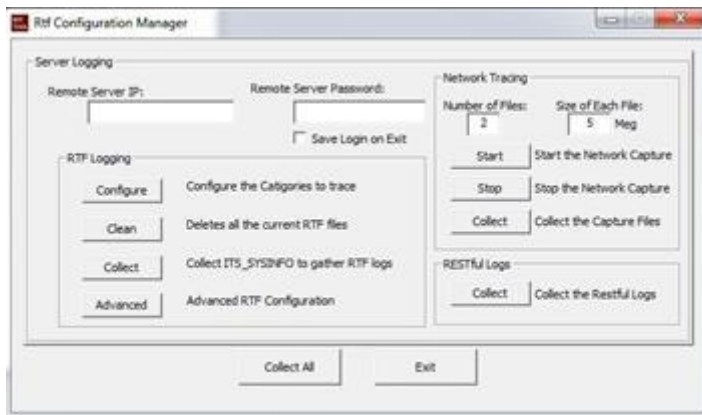 Rtf Configuration Manager
Server Logging
Remote Server IP:
Remote Server Password:
Save Login on Exit
RTF Logging
Configure Configure the Catigories to trace
Clean Deletes all the current RTF files
Collect Collect ITS_SYSINFO to gather RTF logs
Advanced Advanced RTF Configuration
Network Tracing
Number of Files: Size of Each File:
2 5 Meg
Start Start the Network Capture
Stop Stop the Network Capture
Collect Collect the Capture Files
RESTful Logs
Collect Collect the Restful Logs
Collect All Exit